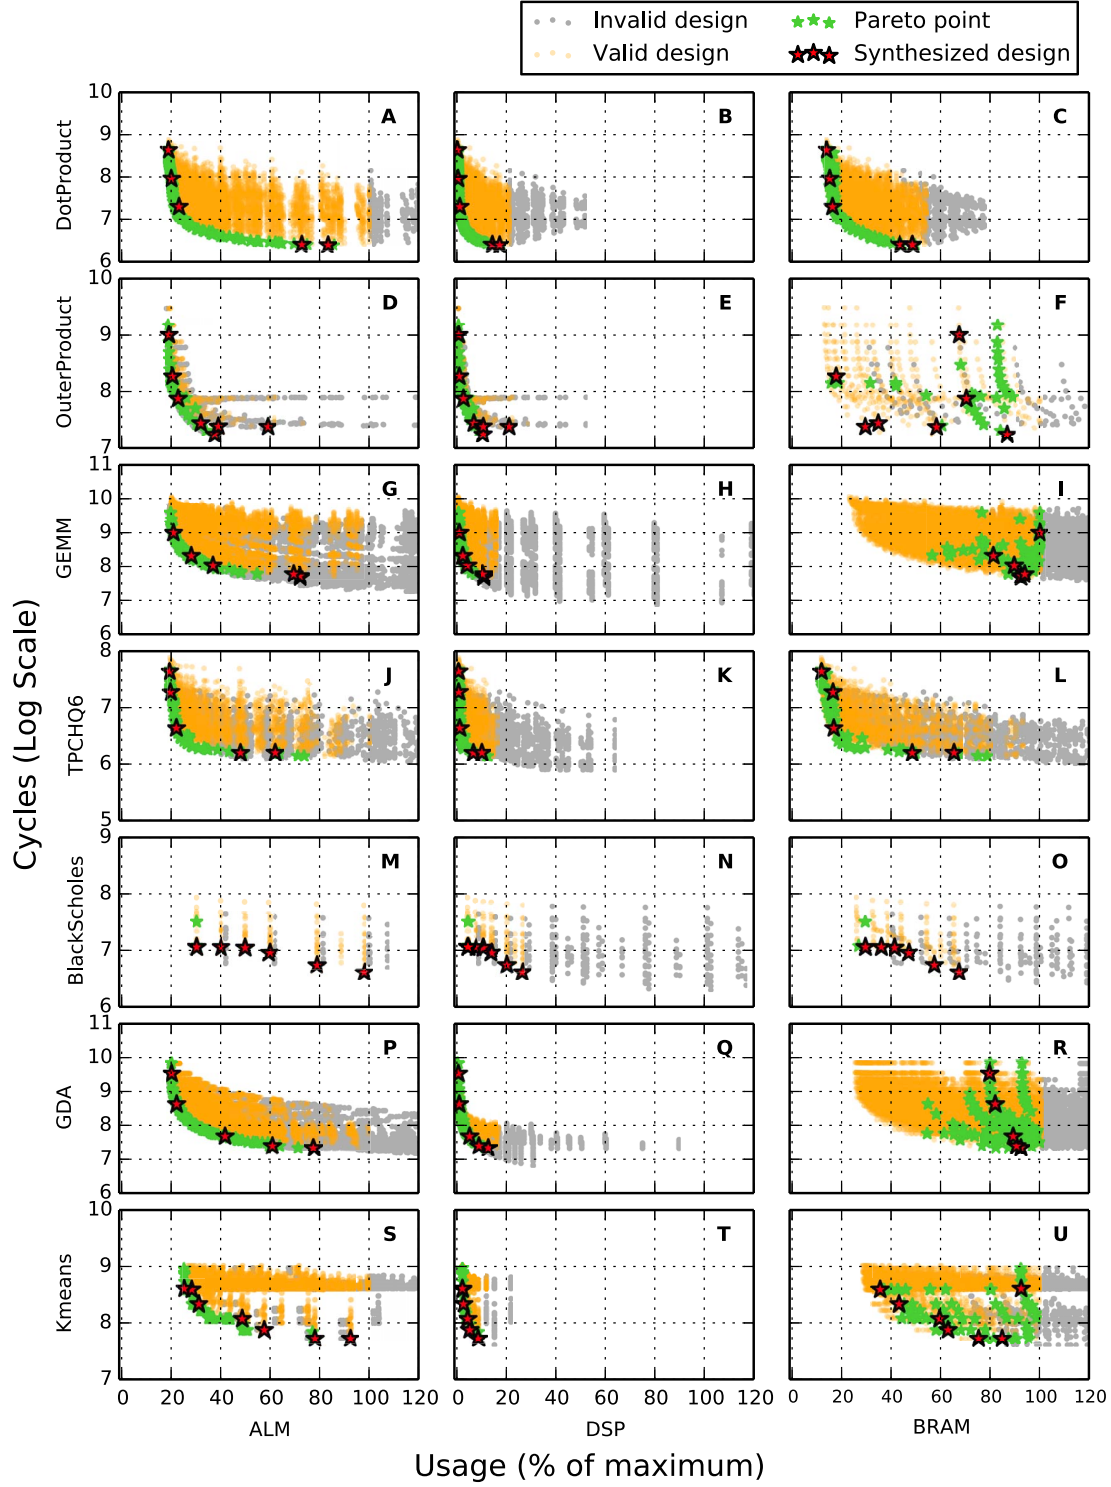 Invalid design
Pareto point
Valid design
Synthesized design
Cycles (Log Scale)
DotProduct
10
9
8
7
6
A
B
C
OuterProduct
10
9
8
7
D
E
F
GEMM
11
10
9
8
7
6
G
H
I
TPCHQ6
8
7
6
5
J
K
L
BlackScholes
9
8
7
6
M
N
O
GDA
11
10
9
8
7
6
P
Q
R
Kmeans
10
9
8
7
S
T
U
0 20 40 60 80 100 120
0 20 40 60 80 100
0 20 40 60 80 100 120
ALM
DSP
BRAM
Usage (% of maximum)